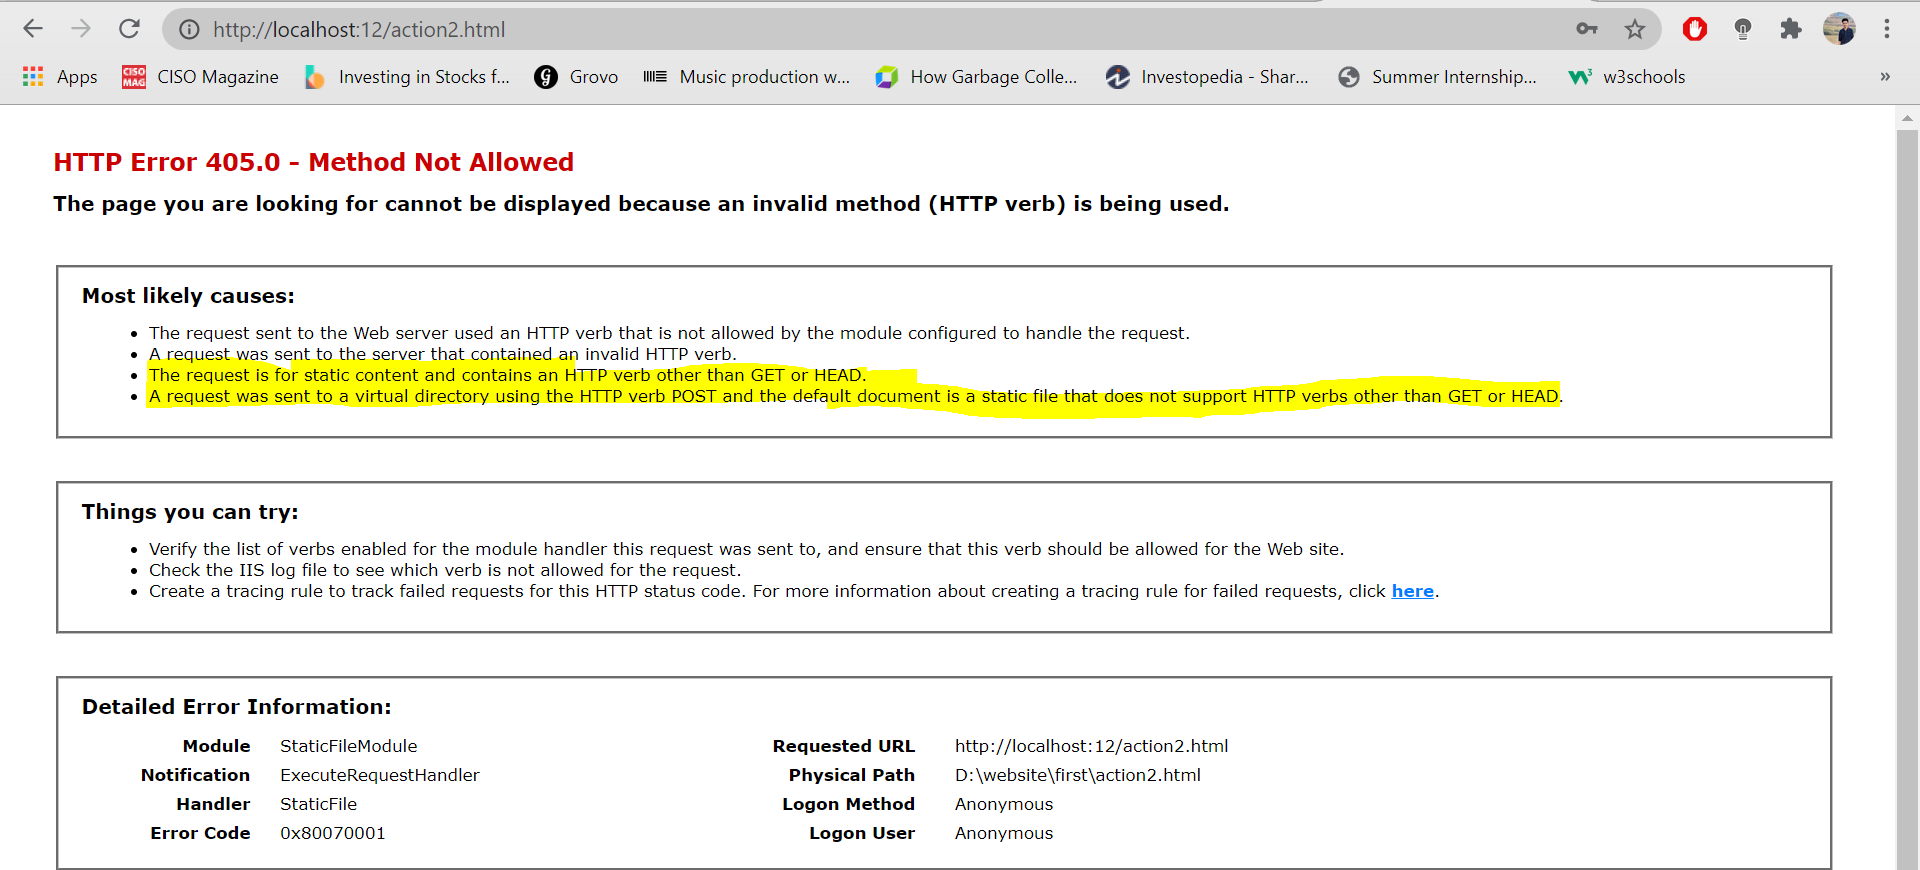 http://localhost:12/action2.html
Apps CISO MAG CISO Magazine Investing in Stocks f... Grovo Music production w... How Garbage Colle... Investopedia - Shar... Summer Internship... w3schools »
HTTP Error 405.0 - Method Not Allowed
The page you are looking for cannot be displayed because an invalid method (HTTP verb) is being used.
Most likely causes:
• The request sent to the Web server used an HTTP verb that is not allowed by the module configured to handle the request.
• A request was sent to the server that contained an invalid HTTP verb.
• The request is for static content and contains an HTTP verb other than GET or HEAD.
• A request was sent to a virtual directory using the HTTP verb POST and the default document is a static file that does not support HTTP verbs other than GET or HEAD.
Things you can try:
• Verify the list of verbs enabled for the module handler this request was sent to, and ensure that this verb should be allowed for the Web site.
• Check the IIS log file to see which verb is not allowed for the request.
• Create a tracing rule to track failed requests for this HTTP status code. For more information about creating a tracing rule for failed requests, click here.
Detailed Error Information:
Module StaticFileModule Requested URL http://localhost:12/action2.html
Notification ExecuteRequestHandler Physical Path D:\website\first\action2.html
Handler StaticFile Logon Method Anonymous
Error Code 0x80070001 Logon User Anonymous